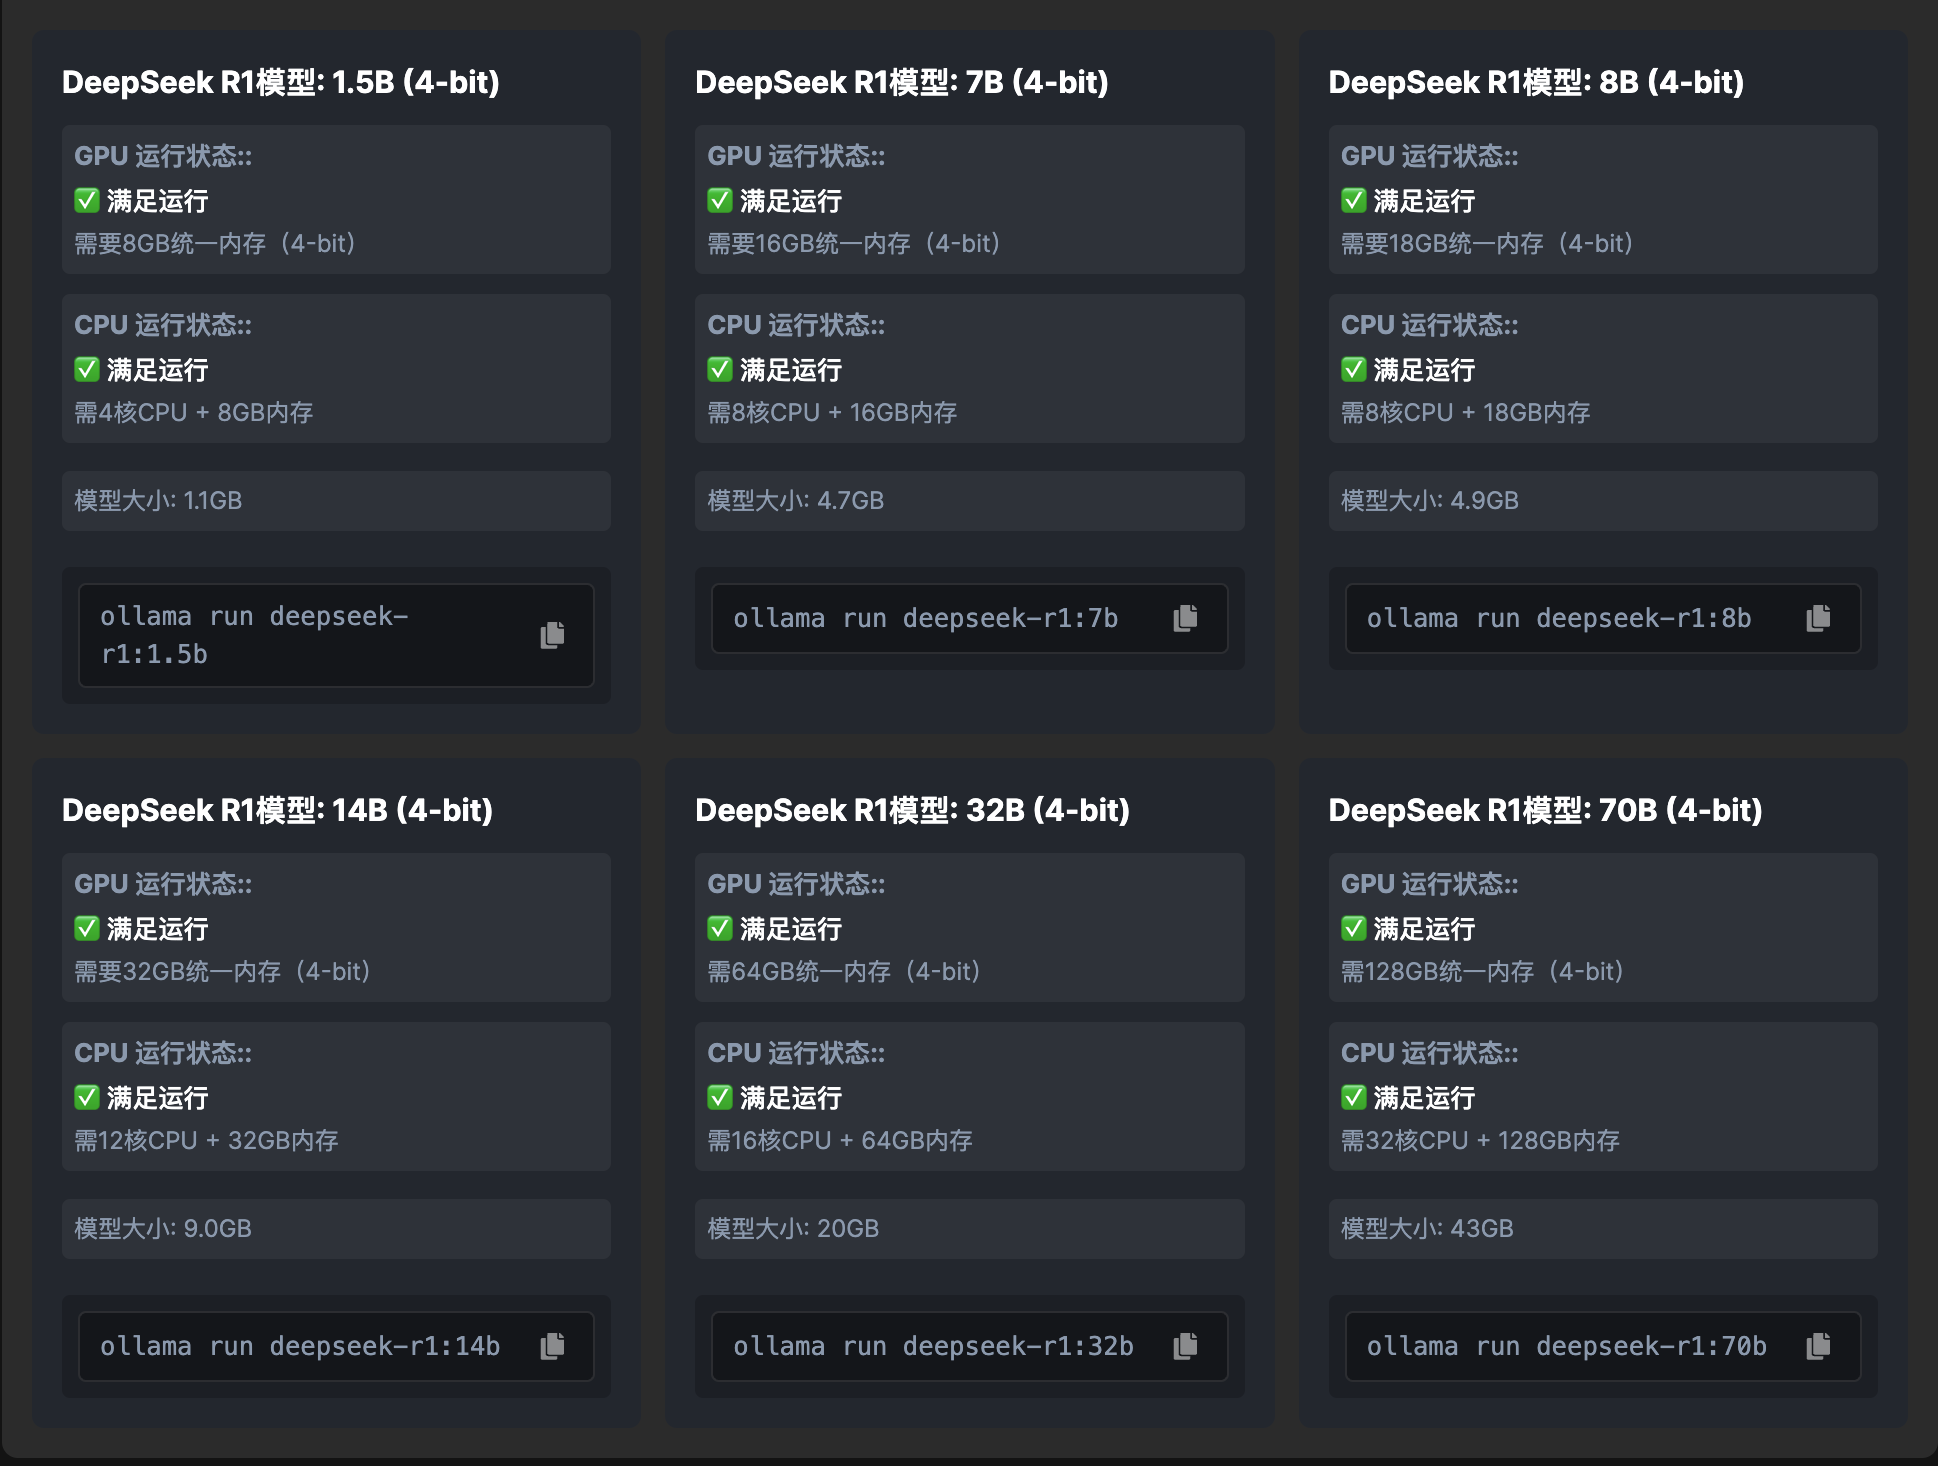 DeepSeek R1模型: 1.5B (4-bit)
GPU 运行状态::
✅ 满足运行
需要8GB统一内存（4-bit）
CPU 运行状态::
✅ 满足运行
需4核CPU + 8GB内存
模型大小: 1.1GB
ollama run deepseek-
r1:1.5b
DeepSeek R1模型: 7B (4-bit)
GPU 运行状态::
✅ 满足运行
需要16GB统一内存（4-bit）
CPU 运行状态::
✅ 满足运行
需8核CPU + 16GB内存
模型大小: 4.7GB
ollama run deepseek-r1:7b
DeepSeek R1模型: 8B (4-bit)
GPU 运行状态::
✅ 满足运行
需要18GB统一内存（4-bit）
CPU 运行状态::
✅ 满足运行
需8核CPU + 18GB内存
模型大小: 4.9GB
ollama run deepseek-r1:8b
DeepSeek R1模型: 14B (4-bit)
GPU 运行状态::
✅ 满足运行
需要32GB统一内存（4-bit）
CPU 运行状态::
✅ 满足运行
需12核CPU + 32GB内存
模型大小: 9.0GB
ollama run deepseek-r1:14b
DeepSeek R1模型: 32B (4-bit)
GPU 运行状态::
✅ 满足运行
需64GB统一内存（4-bit）
CPU 运行状态::
✅ 满足运行
需16核CPU + 64GB内存
模型大小: 20GB
ollama run deepseek-r1:32b
DeepSeek R1模型: 70B (4-bit)
GPU 运行状态::
✅ 满足运行
需128GB统一内存（4-bit）
CPU 运行状态::
✅ 满足运行
需32核CPU + 128GB内存
模型大小: 43GB
ollama run deepseek-r1:70b